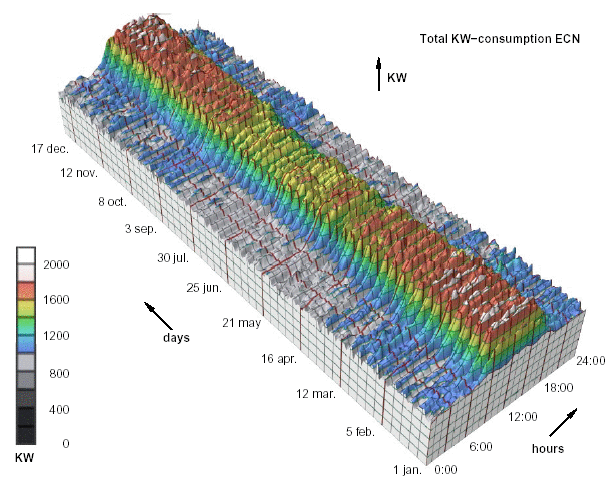 Total KW-consumption ECN
KW
17 dec.
12 nov.
8 oct.
3 sep.
30 jul.
25 jun.
21 may
16 apr.
12 mar.
5 feb.
1 jan.
0:00
6:00
12:00
18:00
24:00
days
hours
2000
1600
1200
800
400
0
KW